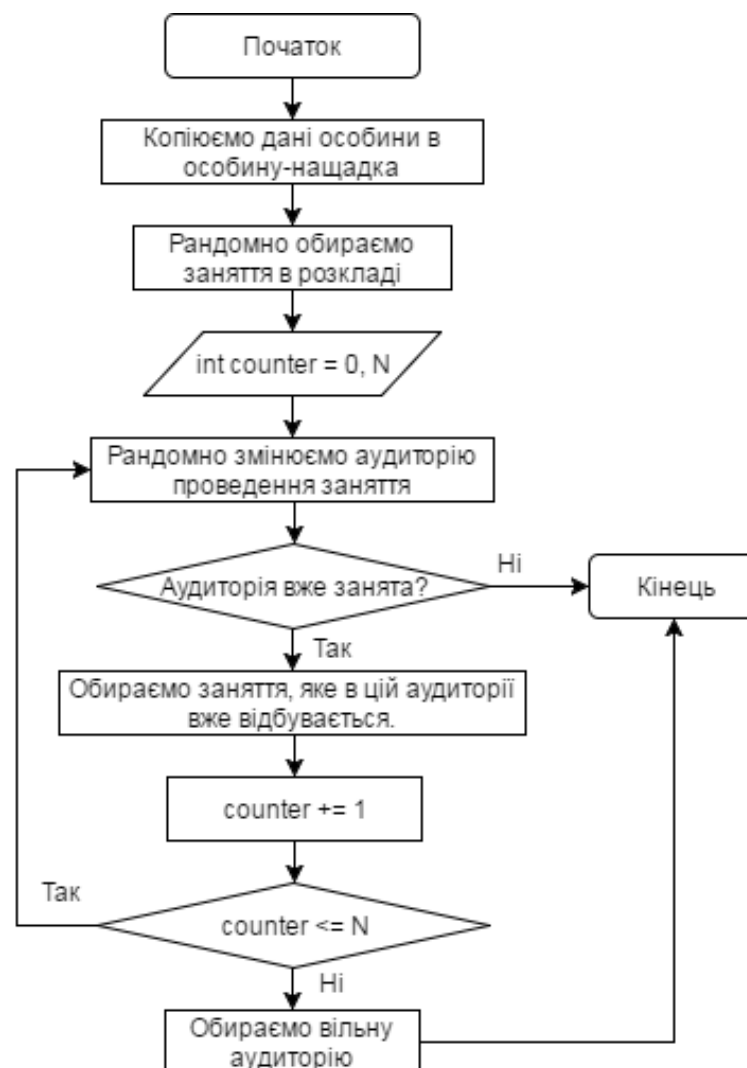 Початок
Копіюємо дані особини в
особину-нащадка
Рандомно обираємо
заняття в розкладі
int counter = 0, N
Рандомно змінюємо аудиторію
проведення заняття
Аудиторія вже занята?
Ні
Кінець
Так
Обираємо заняття, яке в цій аудиторії
вже відбувається.
counter += 1
Так
counter <= N
Ні
Обираємо вільну
аудиторію